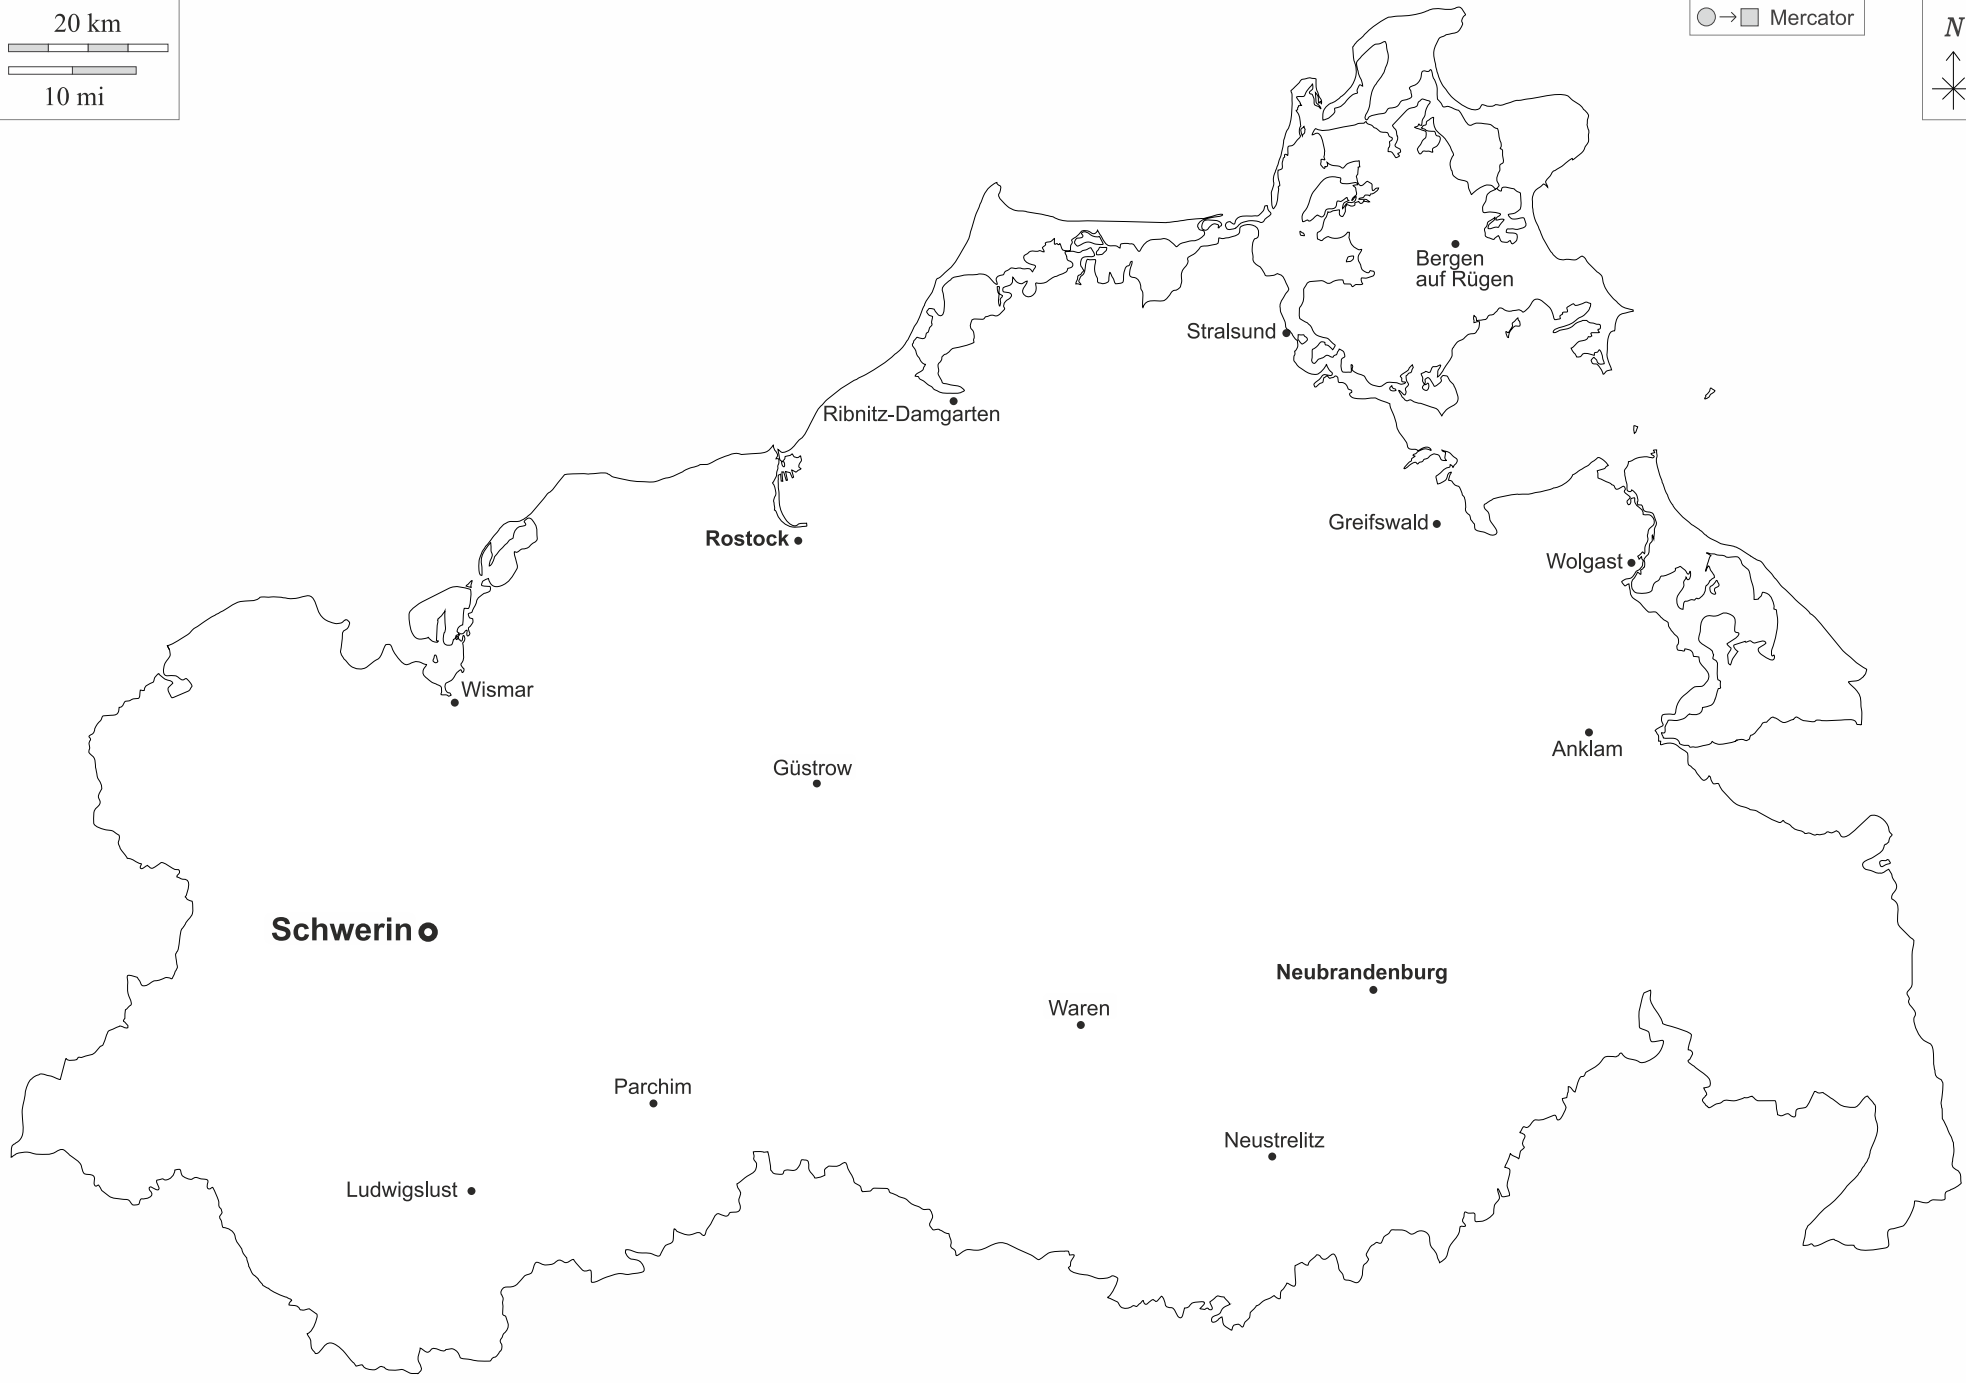 20 km
10 mi
Mercator
N
Bergen
auf Rügen
Stralsund
Ribnitz-Damgarten
Greifswald
Rostock
Wolgast
Wismar
Anklam
Güstrow
Schwerin
Neubrandenburg
Waren
Parchim
Neustrelitz
Ludwigslust